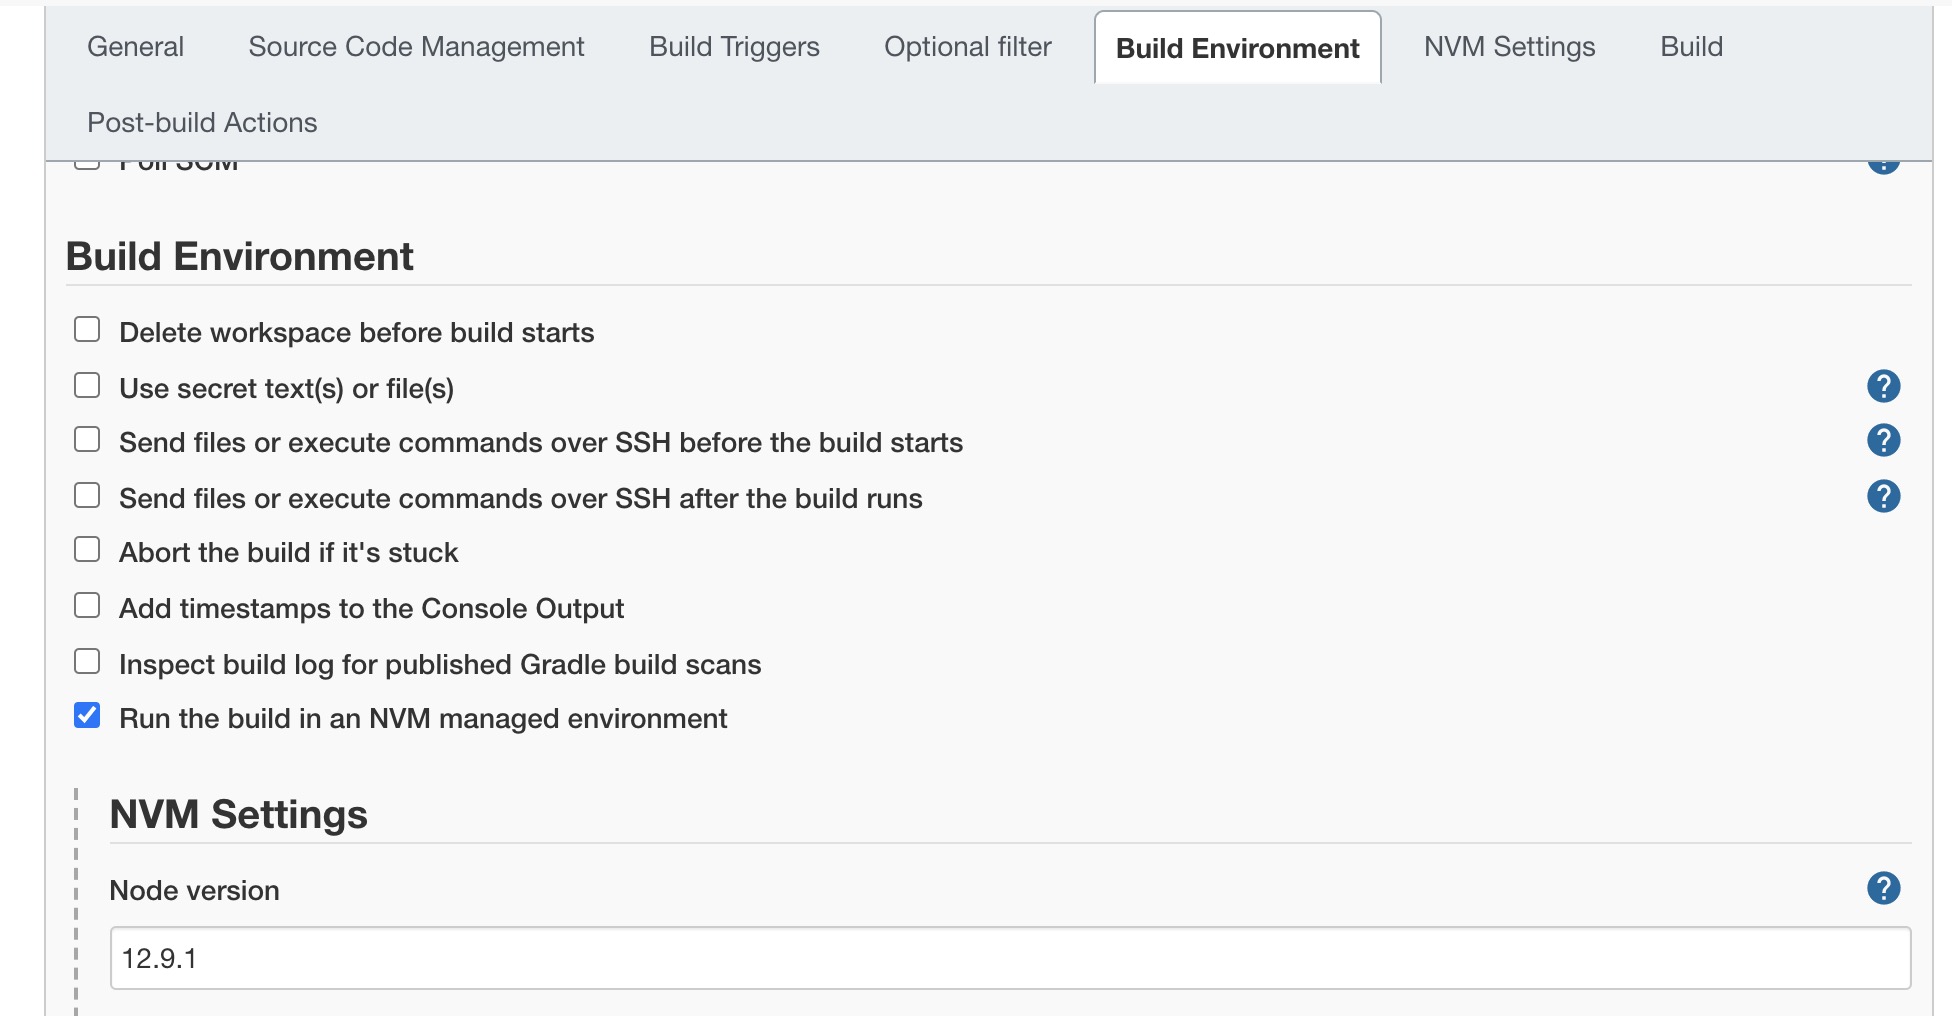 General Source Code Management Build Triggers Optional filter Build Environment NVM Settings Build
Post-build Actions
Poll SCM
Build Environment
Delete workspace before build starts
Use secret text(s) or file(s)
Send files or execute commands over SSH before the build starts
Send files or execute commands over SSH after the build runs
Abort the build if it's stuck
Add timestamps to the Console Output
Inspect build log for published Gradle build scans
Run the build in an NVM managed environment
NVM Settings
Node version
12.9.1